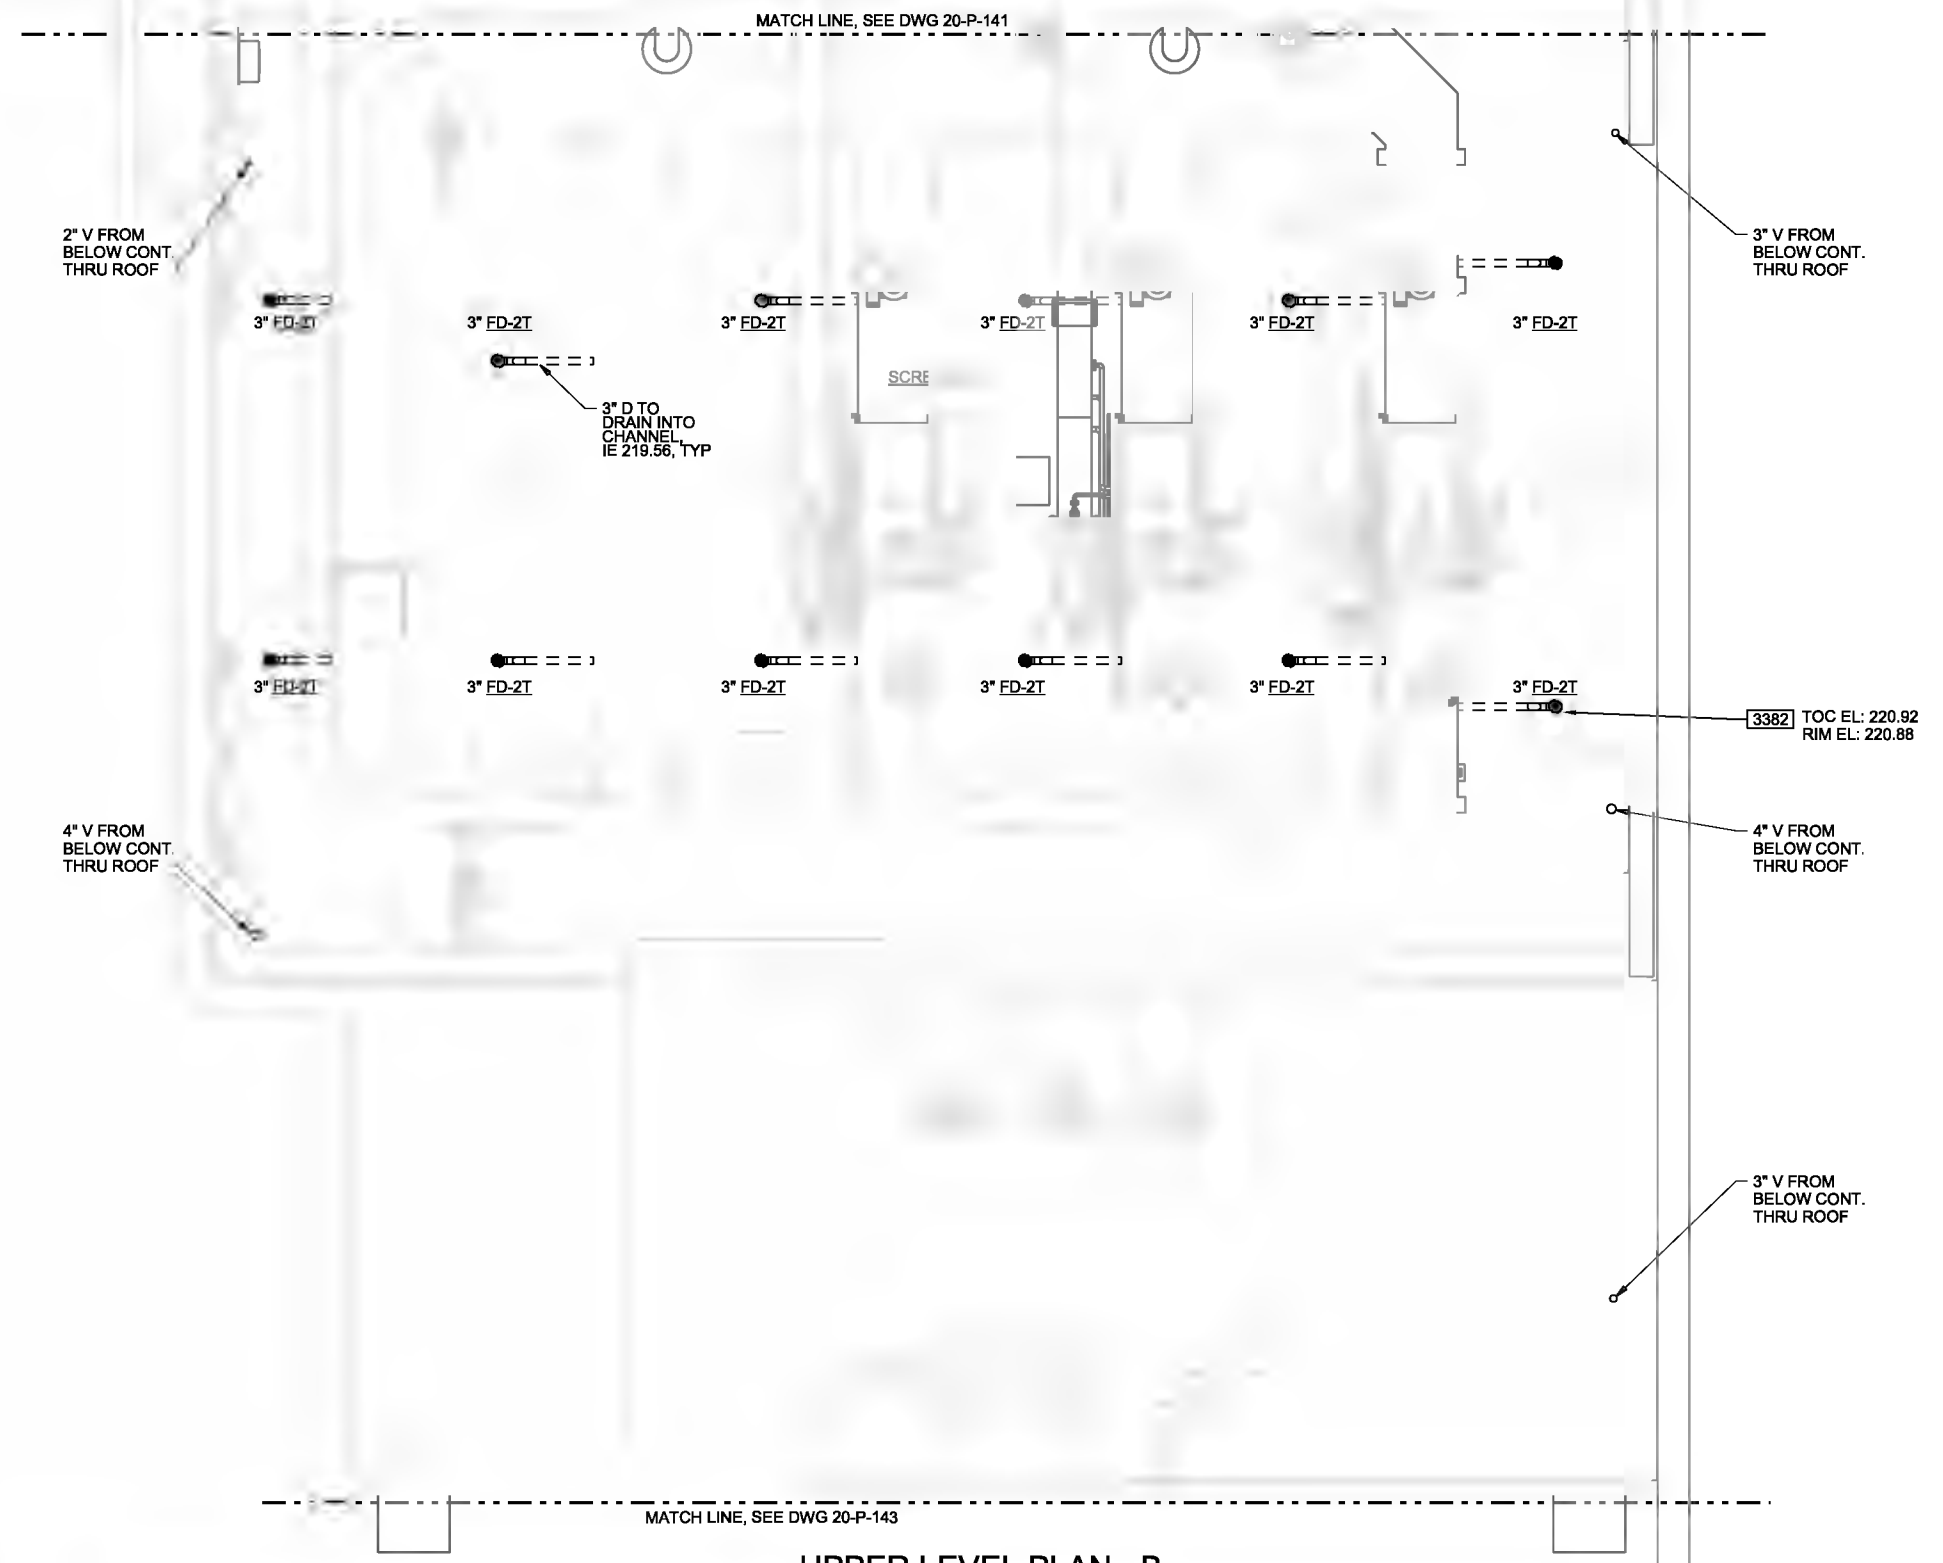 MATCH LINE, SEE DWG 20-P-141
2" V FROM
BELOW CONT.
THRU ROOF
3" V FROM
BELOW CONT.
THRU ROOF
3" FD-2T
3" FD-2T
3" FD-2T
3" FD-2T
3" FD-2T
3" FD-2T
3" D TO
DRAIN INTO
CHANNEL,
IE 219.56, TYP
3" FD-2T
3" FD-2T
3" FD-2T
3" FD-2T
3" FD-2T
3" FD-2T
3382 TOC EL: 220.92
RIM EL: 220.88
4" V FROM
BELOW CONT.
THRU ROOF
4" V FROM
BELOW CONT.
THRU ROOF
3" V FROM
BELOW CONT.
THRU ROOF
MATCH LINE, SEE DWG 20-P-143
UPPER LEVEL PLAN - B